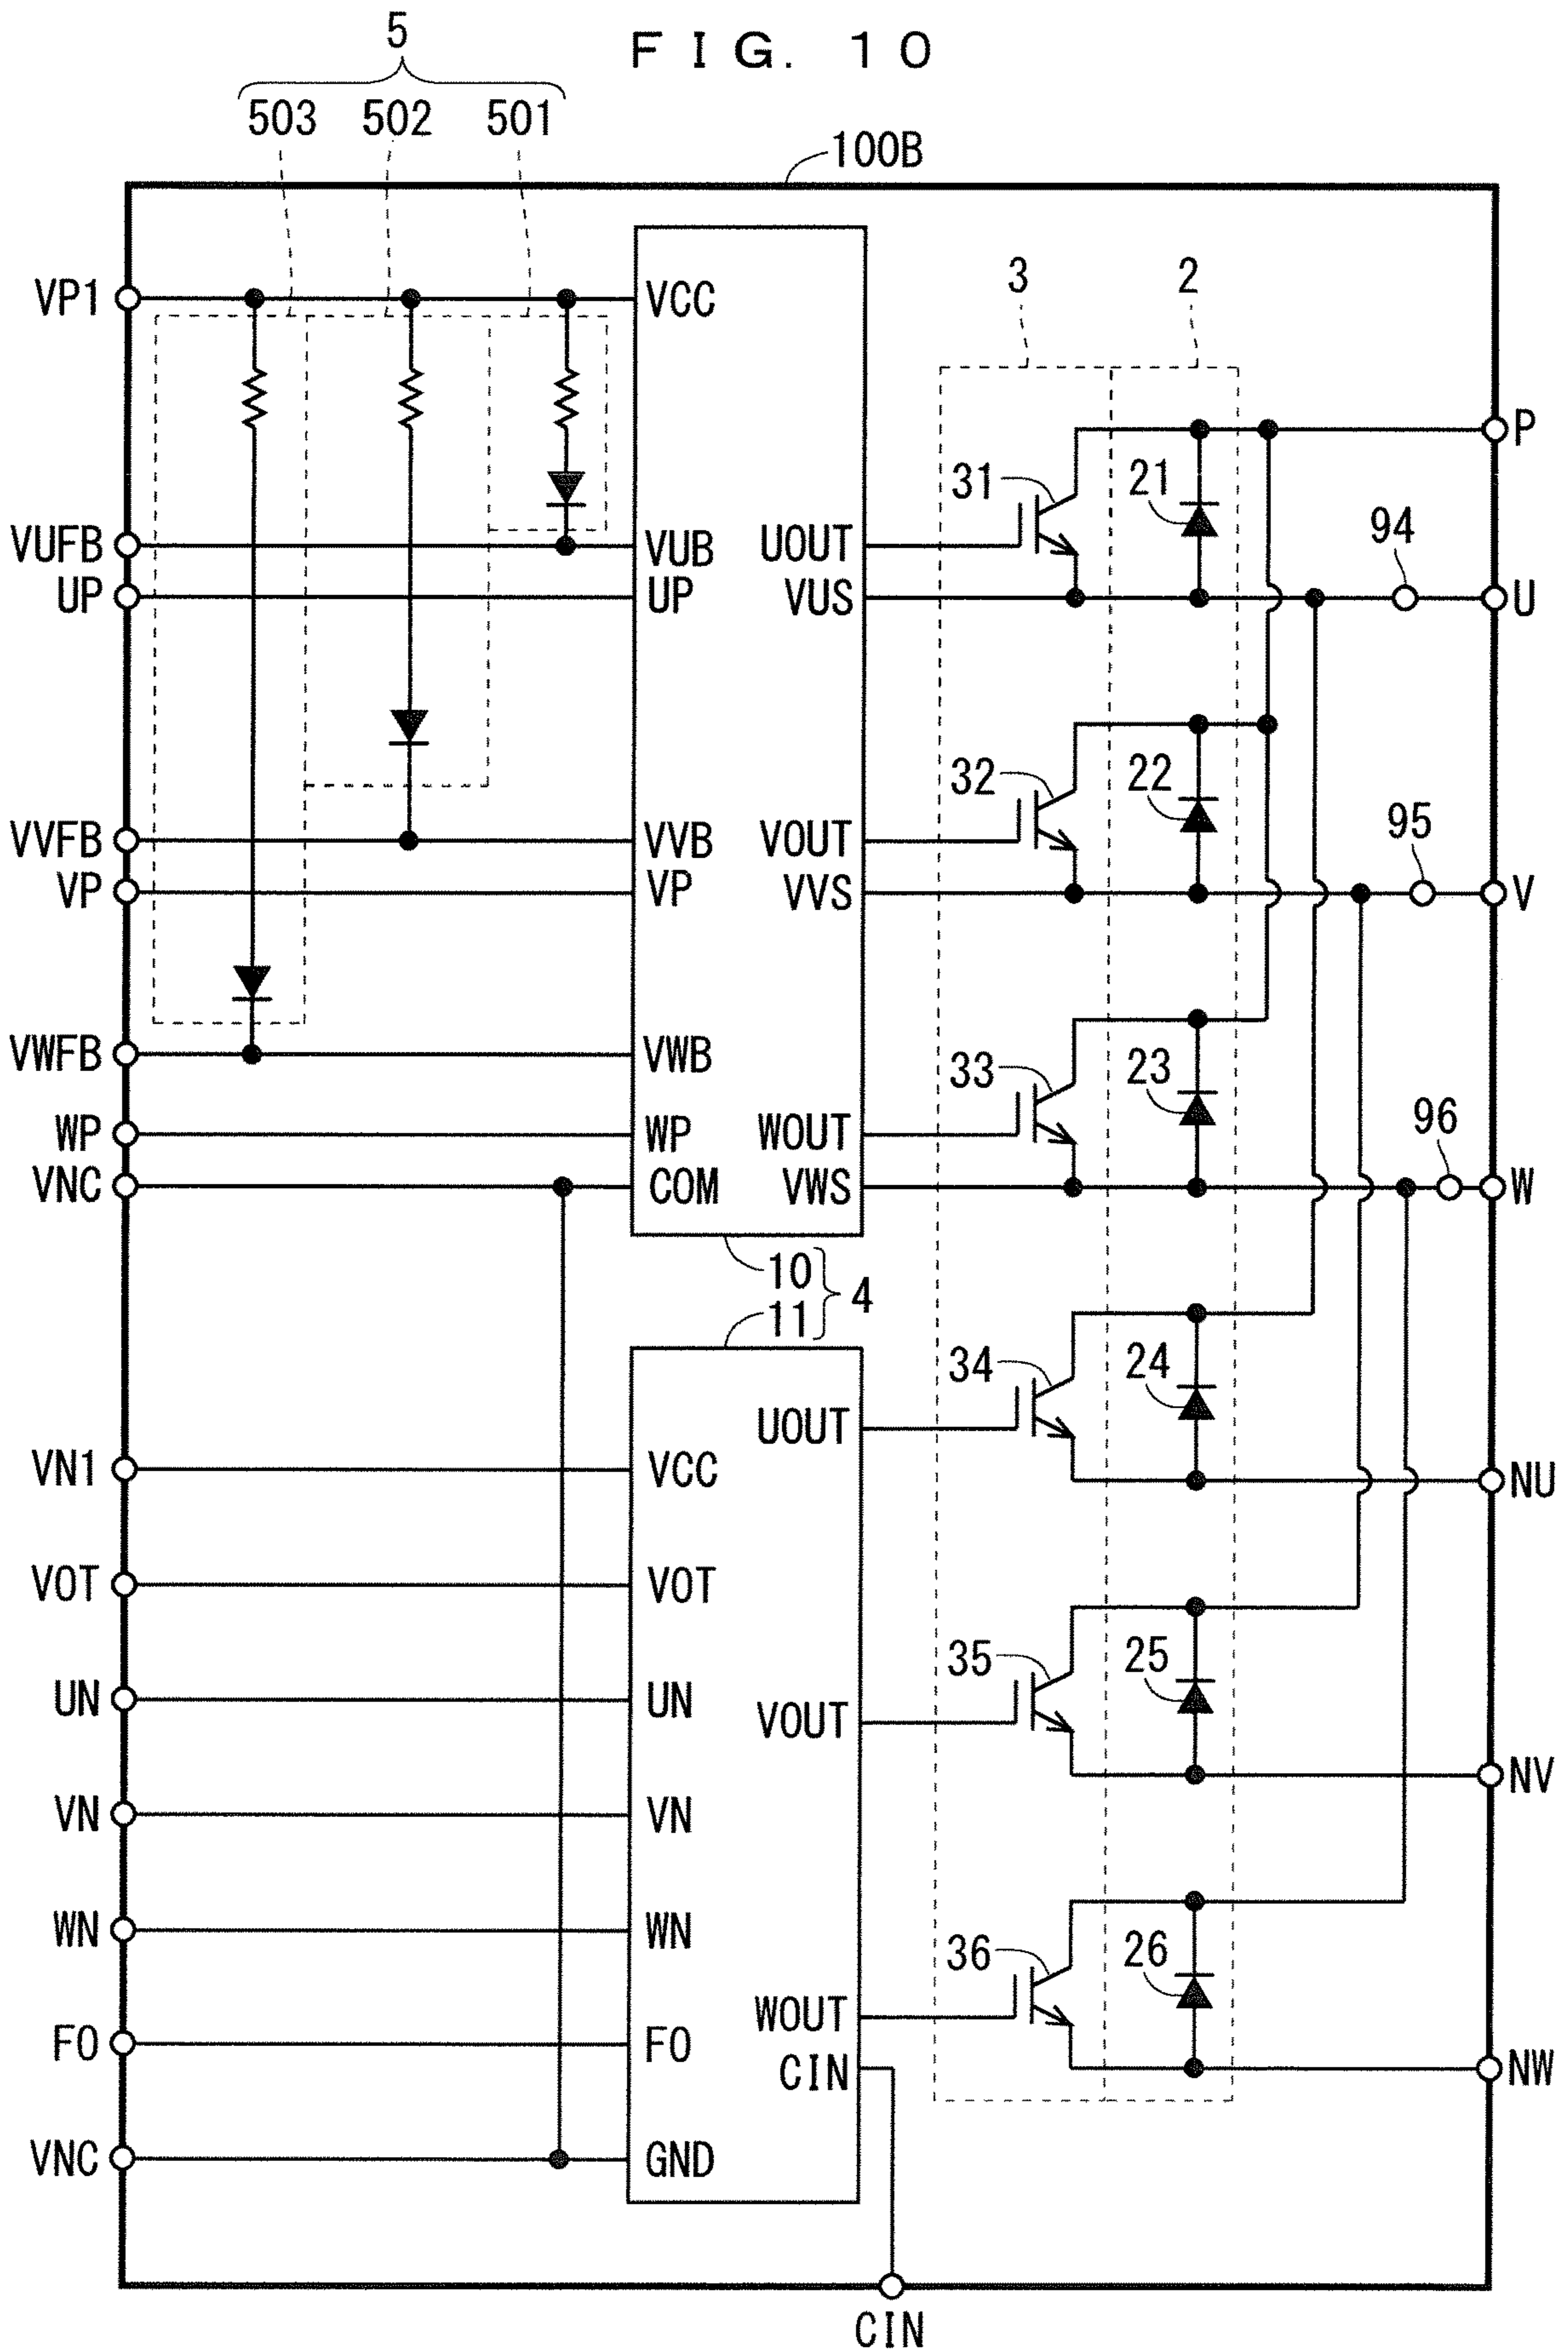 FIG. 10
5
503 502 501
100B
VP1 VCC
3 2
P
31 21
VUFB VUB UOUT 94
UP UP VUS U
32 22
VVFB VVB VOUT 95
VP VP VVS V
33 23
VWFB VWB
WP WP WOUT 96
VNC COM VWS W
10 4
11
34 24
UOUT
VN1 VCC NU
VOT VOT
35 25
UN UN VOUT
NV
VN VN
WN WN 36 26
WOUT
FO FO CIN NW
VNC GND
CIN